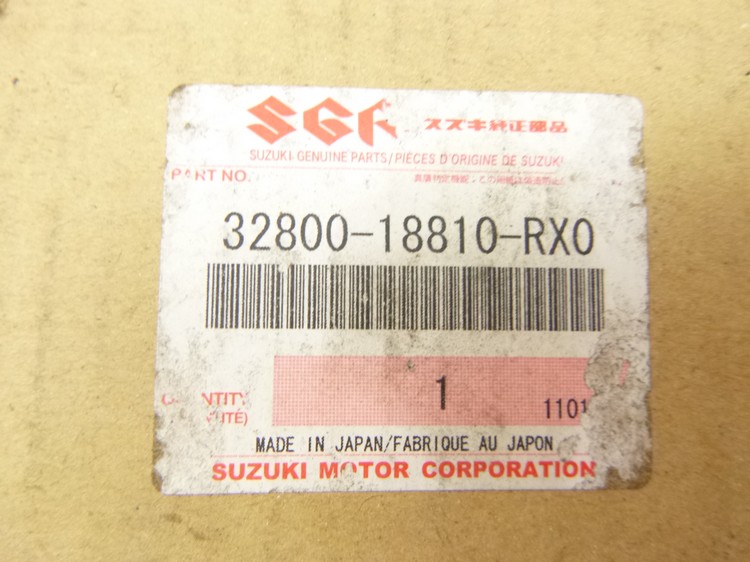 SGP スズキ純正部品
SUZUKI GENUINE PARTS/PIÈCES D'ORIGINE DE SUZUKI
PART NO.
32800-18810-RX0
1
1101
MADE IN JAPAN/FABRIQUE AU JAPON
SUZUKI MOTOR CORPORATION